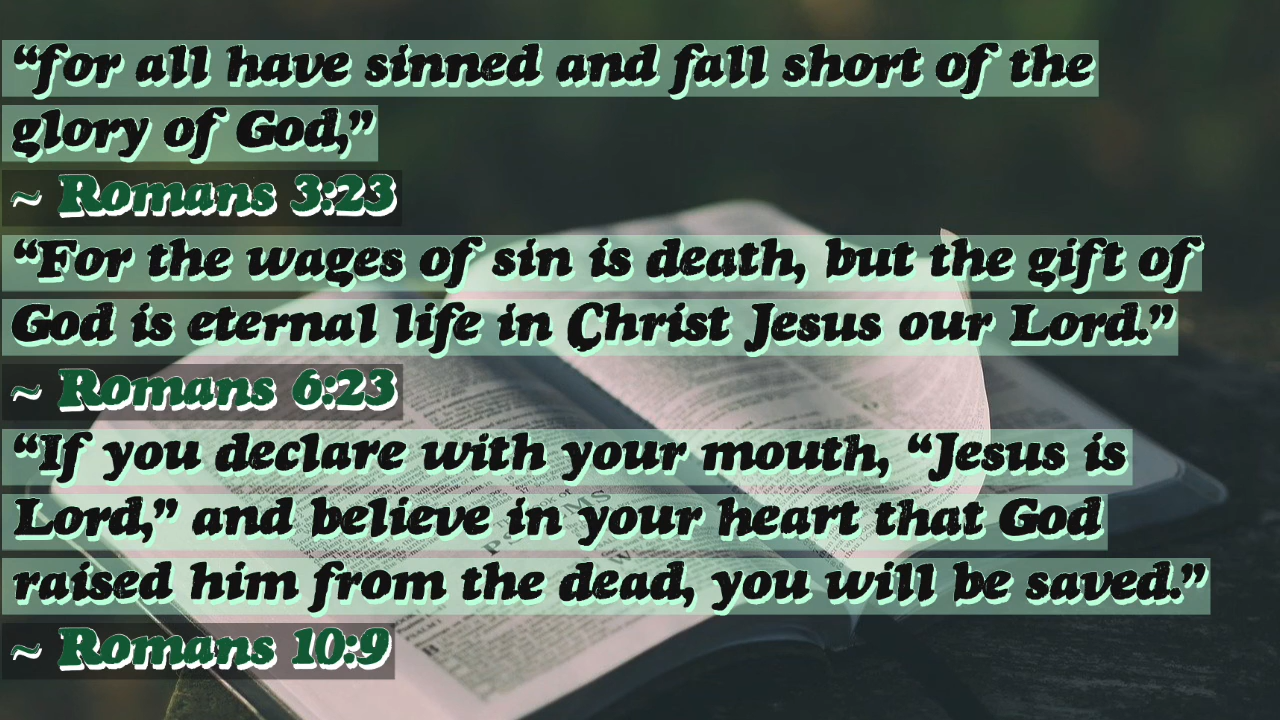 “for all have sinned and fall short of the
glory of God,”
~ Romans 3:23
“For the wages of sin is death, but the gift of
God is eternal life in Christ Jesus our Lord.”
~ Romans 6:23
“If you declare with your mouth, “Jesus is
Lord,” and believe in your heart that God
raised him from the dead, you will be saved.”
~ Romans 10:9
PSALMS